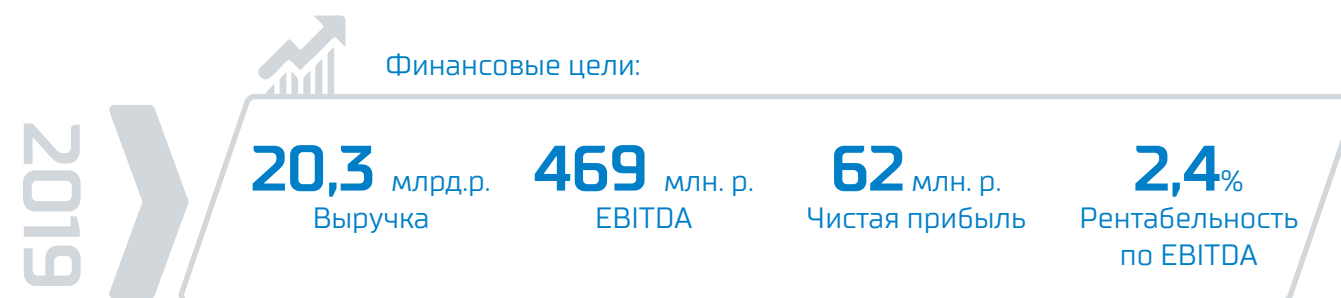 2019
Финансовые цели:
20,3 млрд.р.
Выручка
469 млн. р.
EBITDA
62 млн. р.
Чистая прибыль
2,4%
Рентабельность
по EBITDA